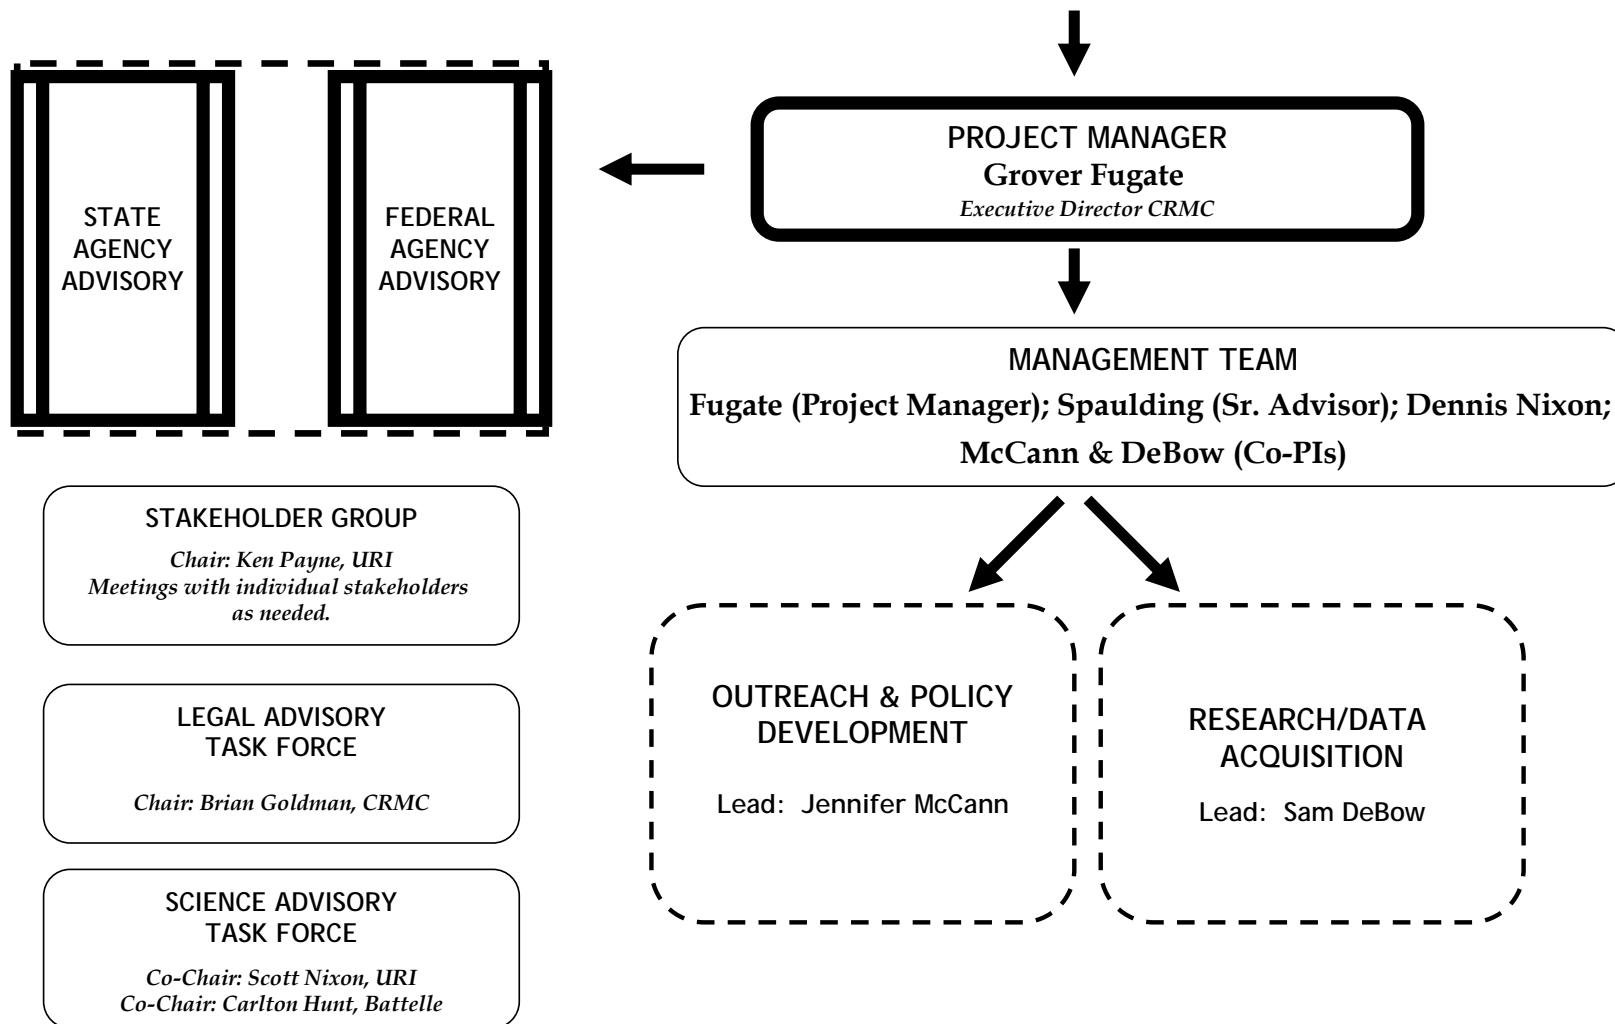 PROJECT MANAGER
Grover Fugate
Executive Director CRMC
STATE
AGENCY
ADVISORY
FEDERAL
AGENCY
ADVISORY
MANAGEMENT TEAM
Fugate (Project Manager); Spaulding (Sr. Advisor); Dennis Nixon;
McCann & DeBow (Co-PIs)
STAKEHOLDER GROUP
Chair: Ken Payne, URI
Meetings with individual stakeholders
as needed.
LEGAL ADVISORY
TASK FORCE
Chair: Brian Goldman, CRMC
SCIENCE ADVISORY
TASK FORCE
Co-Chair: Scott Nixon, URI
Co-Chair: Carlton Hunt, Battelle
OUTREACH & POLICY
DEVELOPMENT
Lead: Jennifer McCann
RESEARCH/DATA
ACQUISITION
Lead: Sam DeBow